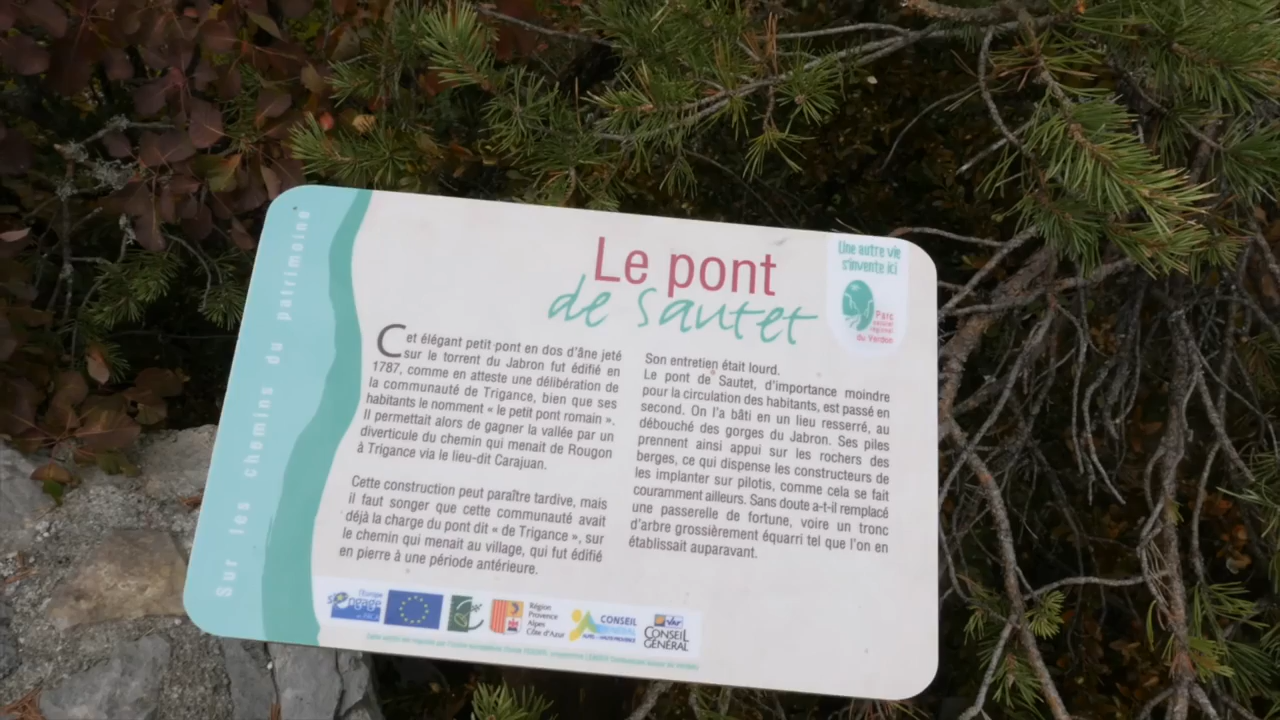 Sur les chemins du patrimoine
Le pont
de Sautet
Une autre vie
s'invente ici
Parc
naturel
régional
du Verdon
Cet élégant petit pont en dos d'âne jeté
sur le torrent du Jabron fut édifié en
1787, comme en atteste une délibération de
la communauté de Trigance, bien que ses
habitants le nomment « le petit pont romain ».
Il permettait alors de gagner la vallée par un
diverticule du chemin qui menait de Rougon
à Trigance via le lieu-dit Carajuan.
Cette construction peut paraître tardive, mais
il faut songer que cette communauté avait
déjà la charge du pont dit « de Trigance », sur
le chemin qui menait au village, qui fut édifié
en pierre à une période antérieure.
Son entretien était lourd.
Le pont de Sautet, d'importance moindre
pour la circulation des habitants, est passé en
second. On l'a bâti en un lieu resserré, au
débouché des gorges du Jabron. Ses piles
prennent ainsi appui sur les rochers des
berges, ce qui dispense les constructeurs de
les implanter sur pilotis, comme cela se fait
couramment ailleurs. Sans doute a-t-il remplacé
une passerelle de fortune, voire un tronc
d'arbre grossièrement équarri tel que l'on en
établissait auparavant.
l'Europe
s'engage
en PACA
Région
Provence
Alpes
Côte d'Azur
CONSEIL
GÉNÉRAL
ALPES DE HAUTE PROVENCE
VAR
CONSEIL
GÉNÉRAL